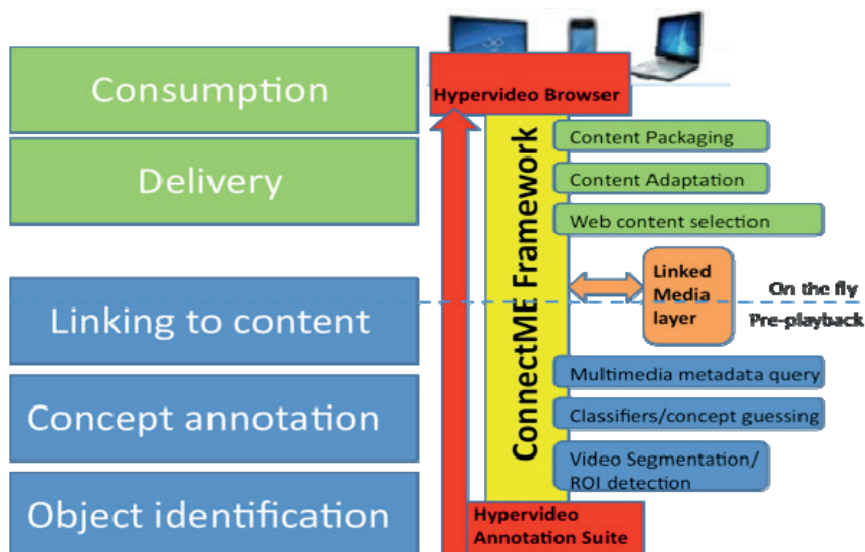 Consumption
Delivery
Linking to content
Concept annotation
Object identification
Hypervideo Browser
ConnectME Framework
Content Packaging
Content Adaptation
Web content selection
Linked
Media
layer
On the fly
Pre-playback
Multimedia metadata query
Classifiers/concept guessing
Video Segmentation/
ROI detection
Hypervideo
Annotation Suite